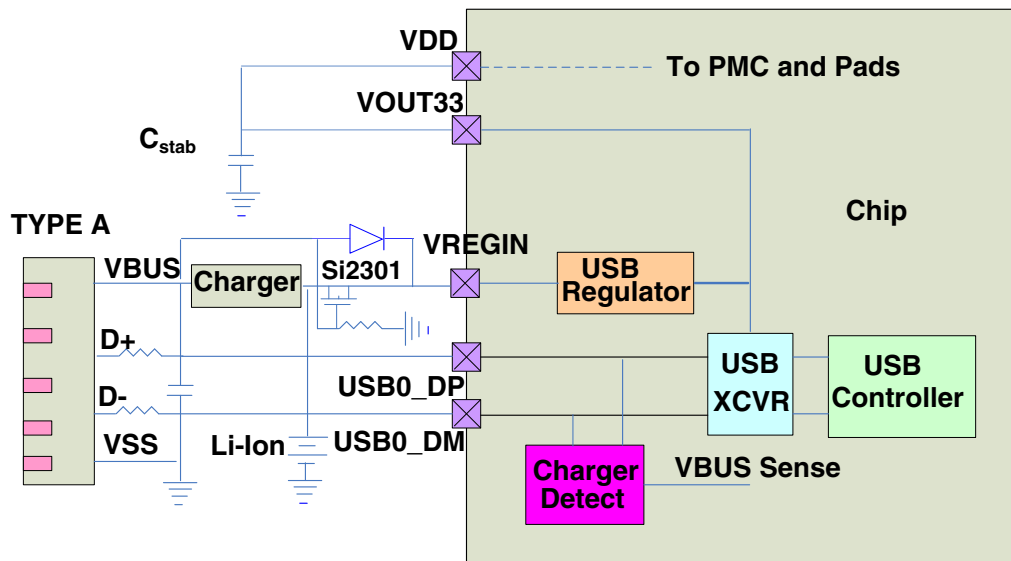 VDD
To PMC and Pads
VOUT33
Cstab
Chip
TYPE A
VREGIN
VBUS
Charger
Si2301
USB
Regulator
D+
USB0_DP
USB
XCVR
USB
Controller
D-
VSS
Li-Ion
USB0_DM
Charger
Detect
VBUS Sense